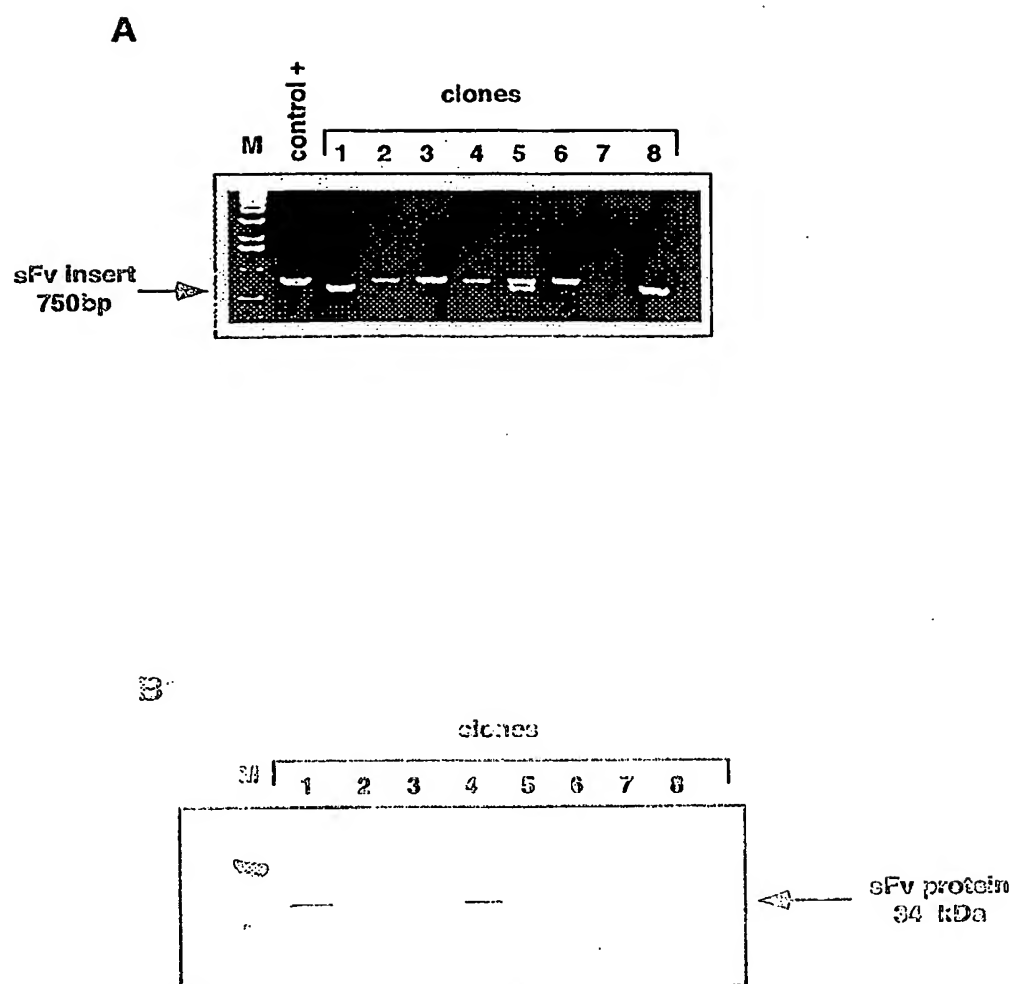 A
control +
clones
M
1 2 3 4 5 6 7 8
sFv insert
750bp
B
clones
M
1 2 3 4 5 6 7 8
sFv protein
34 kDa